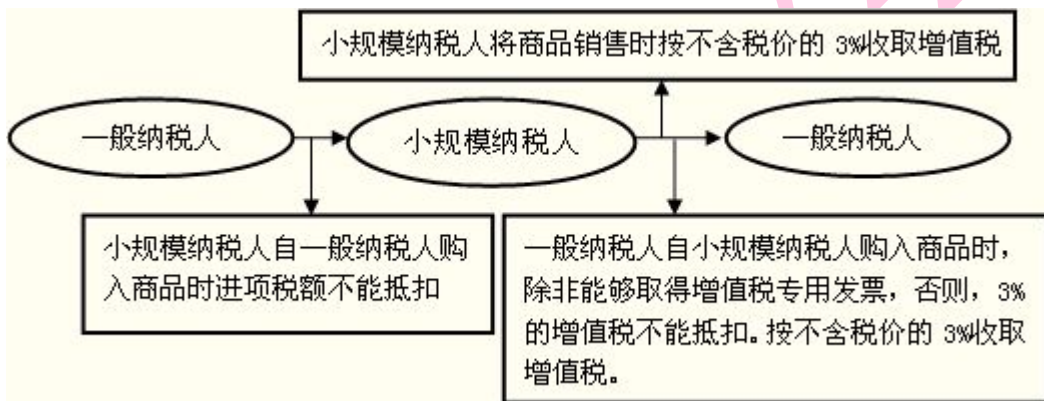 小规模纳税人将商品销售时按不含税价的 3%收取增值税
一般纳税人
小规模纳税人
一般纳税人
小规模纳税人自一般纳税人购
入商品时进项税额不能抵扣
一般纳税人自小规模纳税人购入商品时，
除非能够取得增值税专用发票，否则，3%
的增值税不能抵扣。按不含税价的 3%收取
增值税。